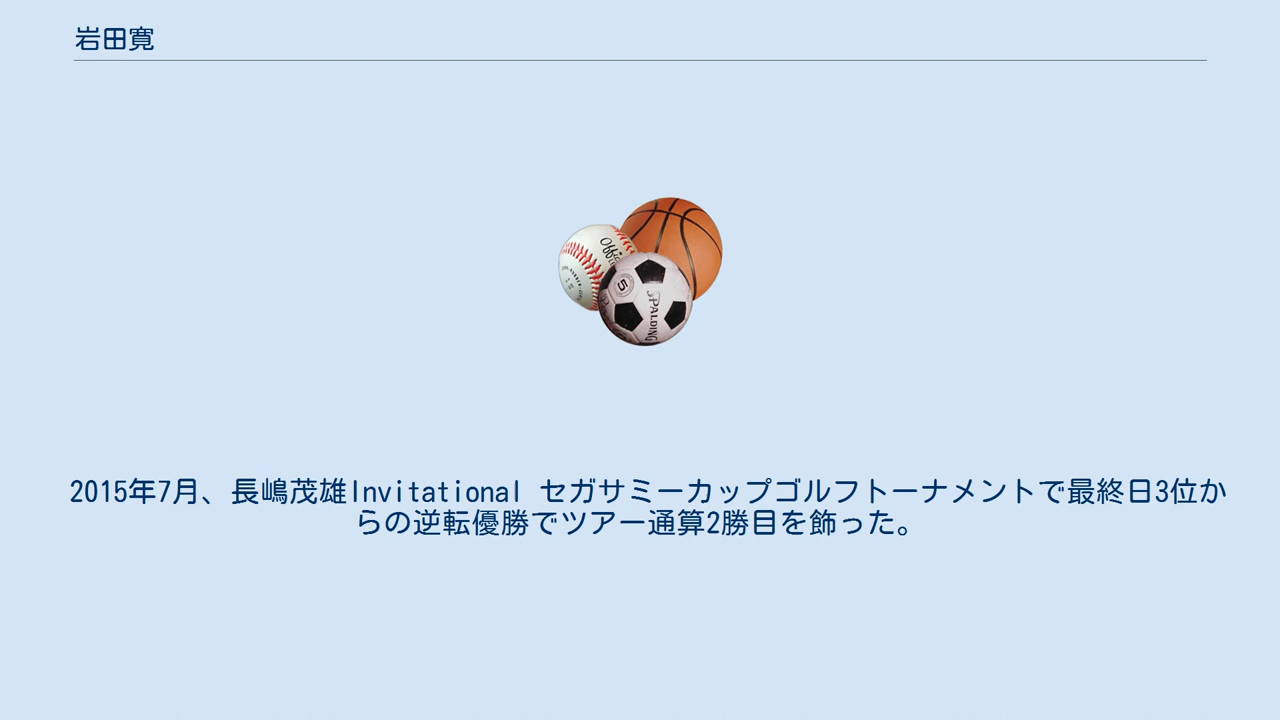 岩田寛
Official
5
SPALDING
2015年7月、長嶋茂雄Invitational セガサミーカップゴルフトーナメントで最終日3位か
らの逆転優勝でツアー通算2勝目を飾った。